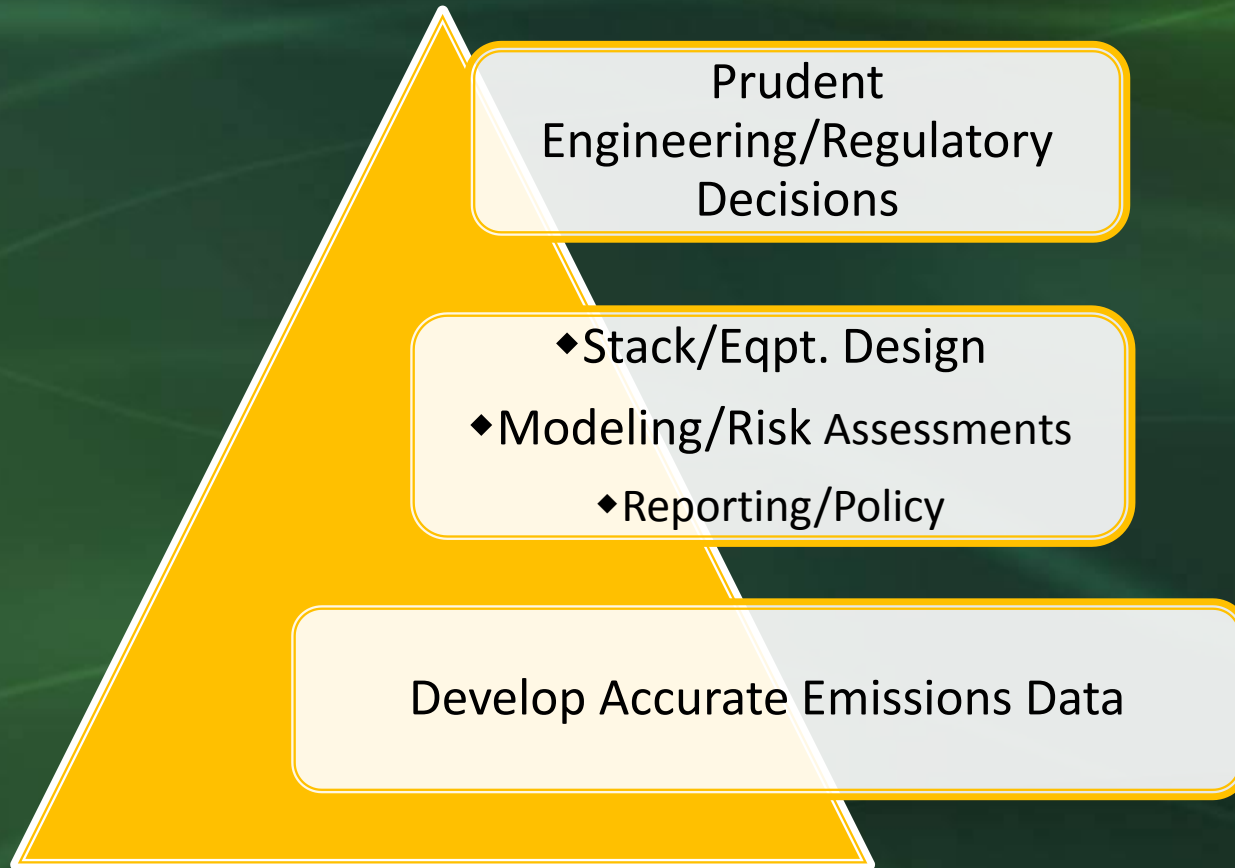 Prudent
Engineering/Regulatory
Decisions
◆Stack/Eqpt. Design
◆Modeling/Risk Assessments
◆Reporting/Policy
Develop Accurate Emissions Data